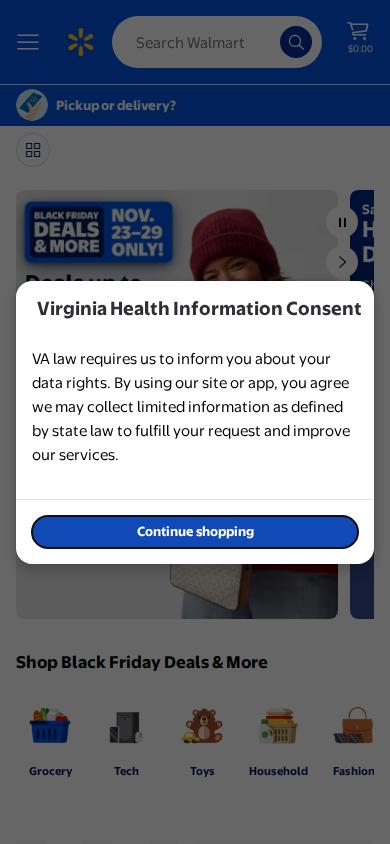 Search Walmart
$0.00
Pickup or delivery?
BLACK FRIDAY
DEALS
& MORE
NOV.
23–29
ONLY!
Deals up to
Virginia Health Information Consent
VA law requires us to inform you about your
data rights. By using our site or app, you agree
we may collect limited information as defined
by state law to fulfill your request and improve
our services.
Continue shopping
Shop Black Friday Deals & More
Grocery
Tech
Toys
Household
Fashion